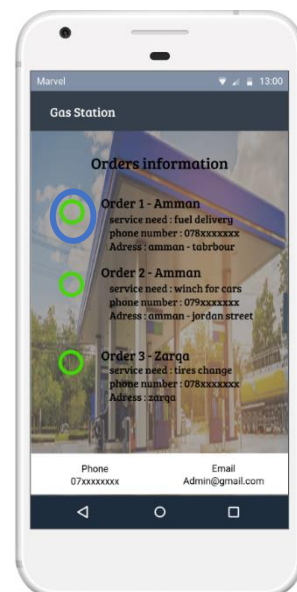 Marvel 13:00
Gas Station
Orders information
Order 1 - Amman
service need : fuel delivery
phone number : 078xxxxxxx
Adress : amman - tabrbour
Order 2 - Amman
service need : winch for cars
phone number : 079xxxxxxx
Adress : amman - jordan street
Order 3 - Zarqa
service need : tires change
phone number : 078xxxxxxx
Adress : zarqa
Phone Email
07xxxxxxxx Admin@gmail.com